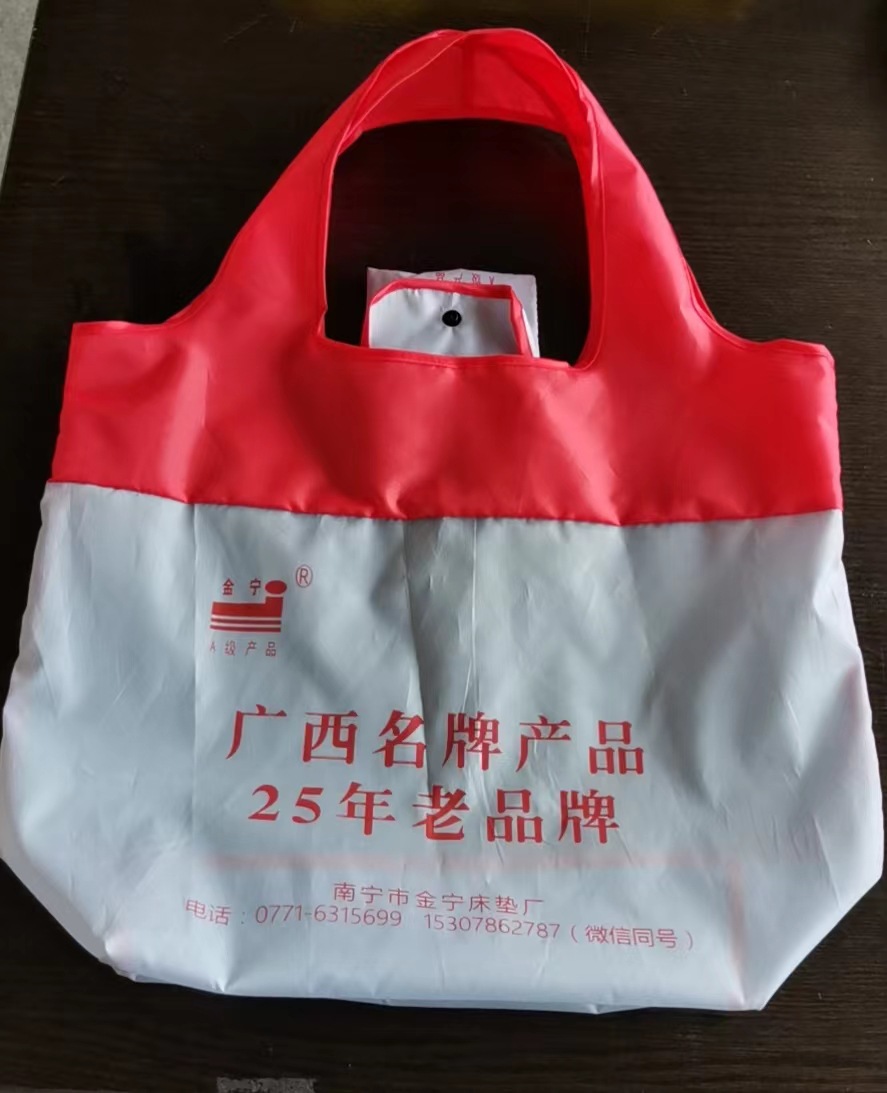 金宁 ®
A级产品
广西名牌产品
25年老品牌
南宁市金宁床垫厂
电话：0771-6315699 15307862787（微信同号）